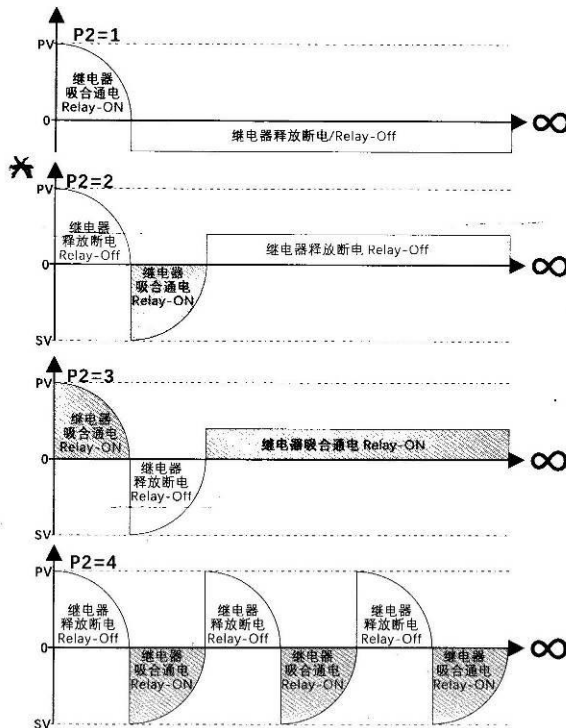 P2=1
PV
继电器
吸合通电
Relay-ON
0
继电器释放断电/Relay-Off
∞
P2=2
PV
继电器
释放断电
Relay-Off
继电器释放断电 Relay-Off
0
∞
继电器
吸合通电
Relay-ON
SV
P2=3
PV
继电器
吸合通电
Relay-ON
继电器吸合通电 Relay-ON
0
∞
继电器
释放断电
Relay-Off
SV
P2=4
PV
继电器
释放断电
Relay-Off
继电器
释放断电
Relay-Off
继电器
释放断电
Relay-Off
0
∞
继电器
吸合通电
Relay-ON
继电器
吸合通电
Relay-ON
继电器
吸合通电
Relay-ON
SV